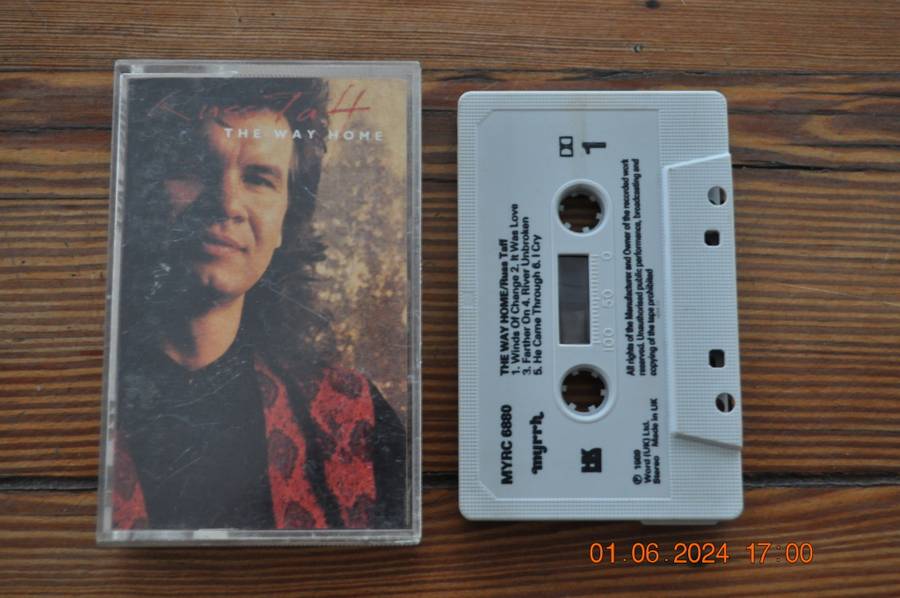 Russ Taff
THE WAY HOME
1
MYRC 6880
THE WAY HOME/Russ Taff
1. Winds Of Change 2. It Was Love
3. Farther On 4. River Unbroken
5. He Came Through 6. I Cry
myrrh
100 50 0
All rights of the Manufacturer and Owner of the recorded work
reserved. Unauthorised public performance, broadcasting and
copying of the tape prohibited
℗ 1989
Word (UK) Ltd.
Stereo Made in UK
01.06.2024 17:00